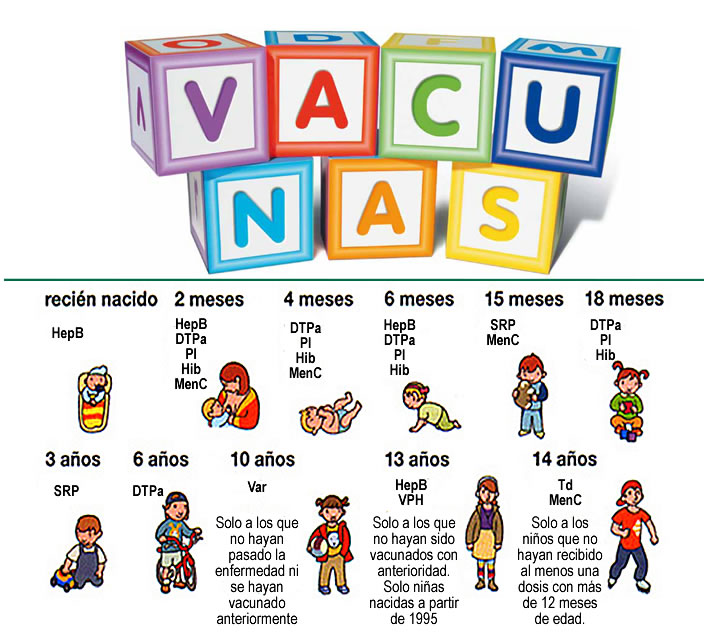 O D F M
V A C U
N A S
recién nacido
HepB
2 meses
HepB
DTPa
PI
Hib
MenC
4 meses
DTPa
PI
Hib
MenC
6 meses
HepB
DTPa
PI
Hib
15 meses
SRP
MenC
18 meses
DTPa
PI
Hib
3 años
SRP
6 años
DTPa
10 años
Var
Solo a los que
no hayan
pasado la
enfermedad ni
se hayan
vacunado
anteriormente
13 años
HepB
VPH
Solo a los que
no hayan sido
vacunados con
anterioridad.
Solo niñas
nacidas a partir
de 1995
14 años
Td
MenC
Solo a los
niños que no
hayan recibido
al menos una
dosis con más
de 12 meses
de edad.